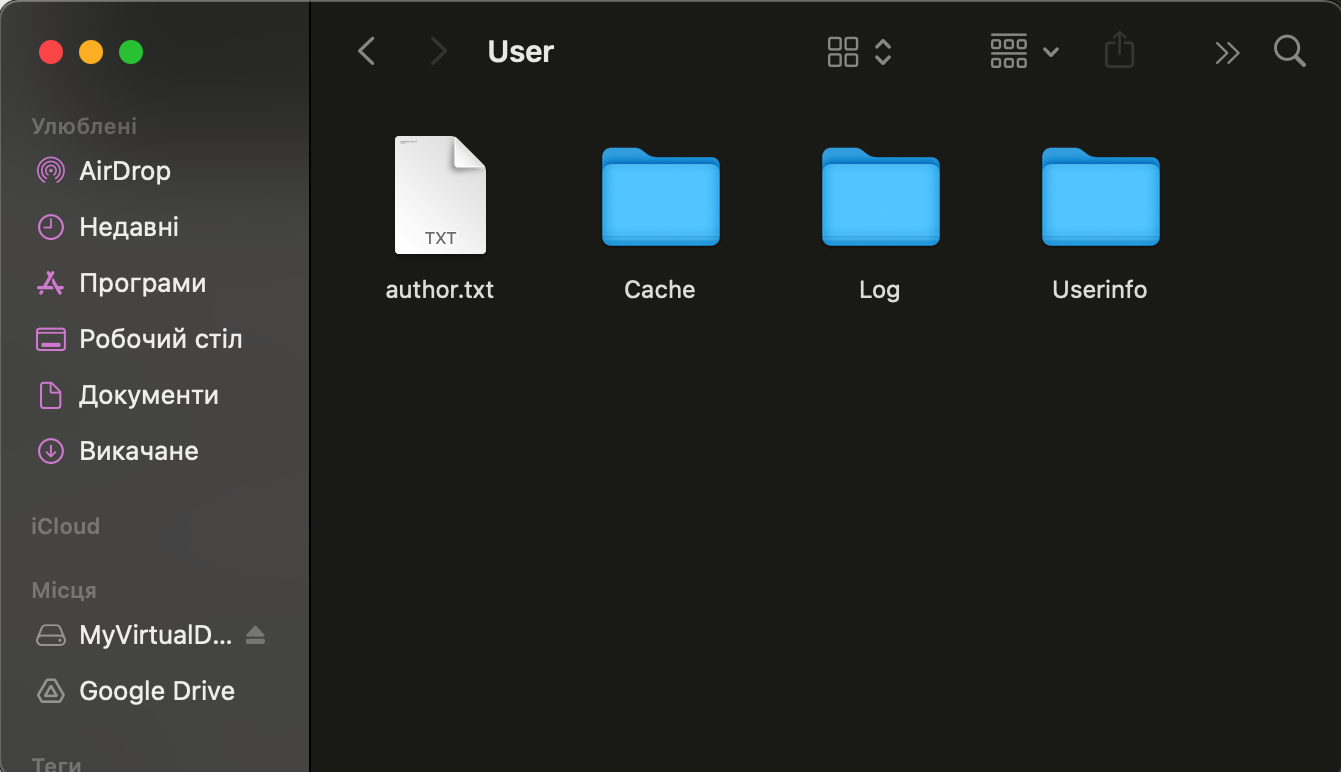 User
Улюблені
AirDrop
Недавні
Програми
Робочий стіл
Документи
Викачане
iCloud
Місця
MyVirtualD...
Google Drive
Теги
TXT
author.txt
Cache
Log
Userinfo